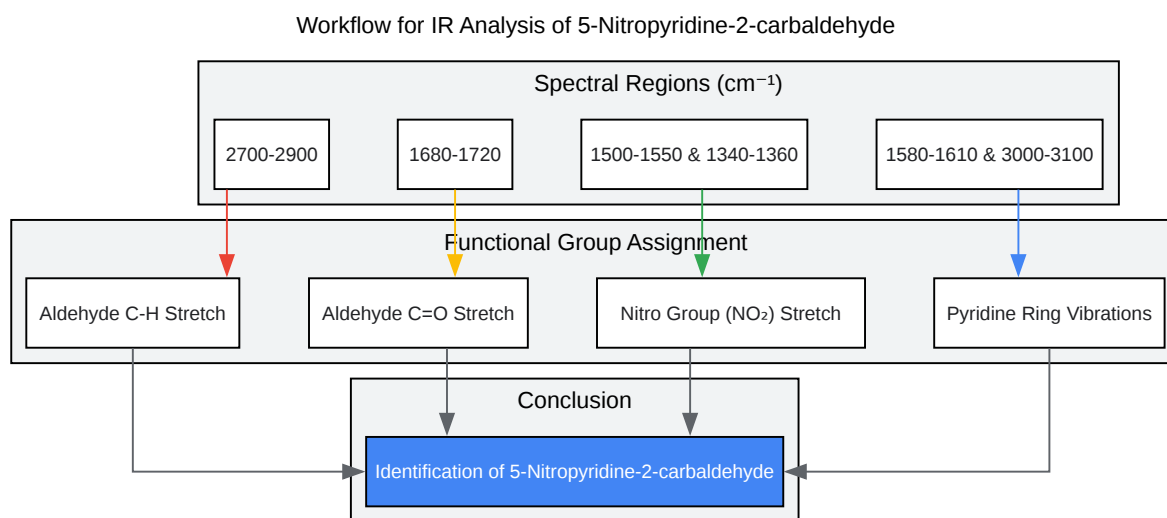 Workflow for IR Analysis of 5-Nitropyridine-2-carbaldehyde
Spectral Regions (cm⁻¹)
2700-2900
1680-1720
1500-1550 & 1340-1360
1580-1610 & 3000-3100
Functional Group Assignment
Aldehyde C-H Stretch
Aldehyde C=O Stretch
Nitro Group (NO₂) Stretch
Pyridine Ring Vibrations
Conclusion
Identification of 5-Nitropyridine-2-carbaldehyde